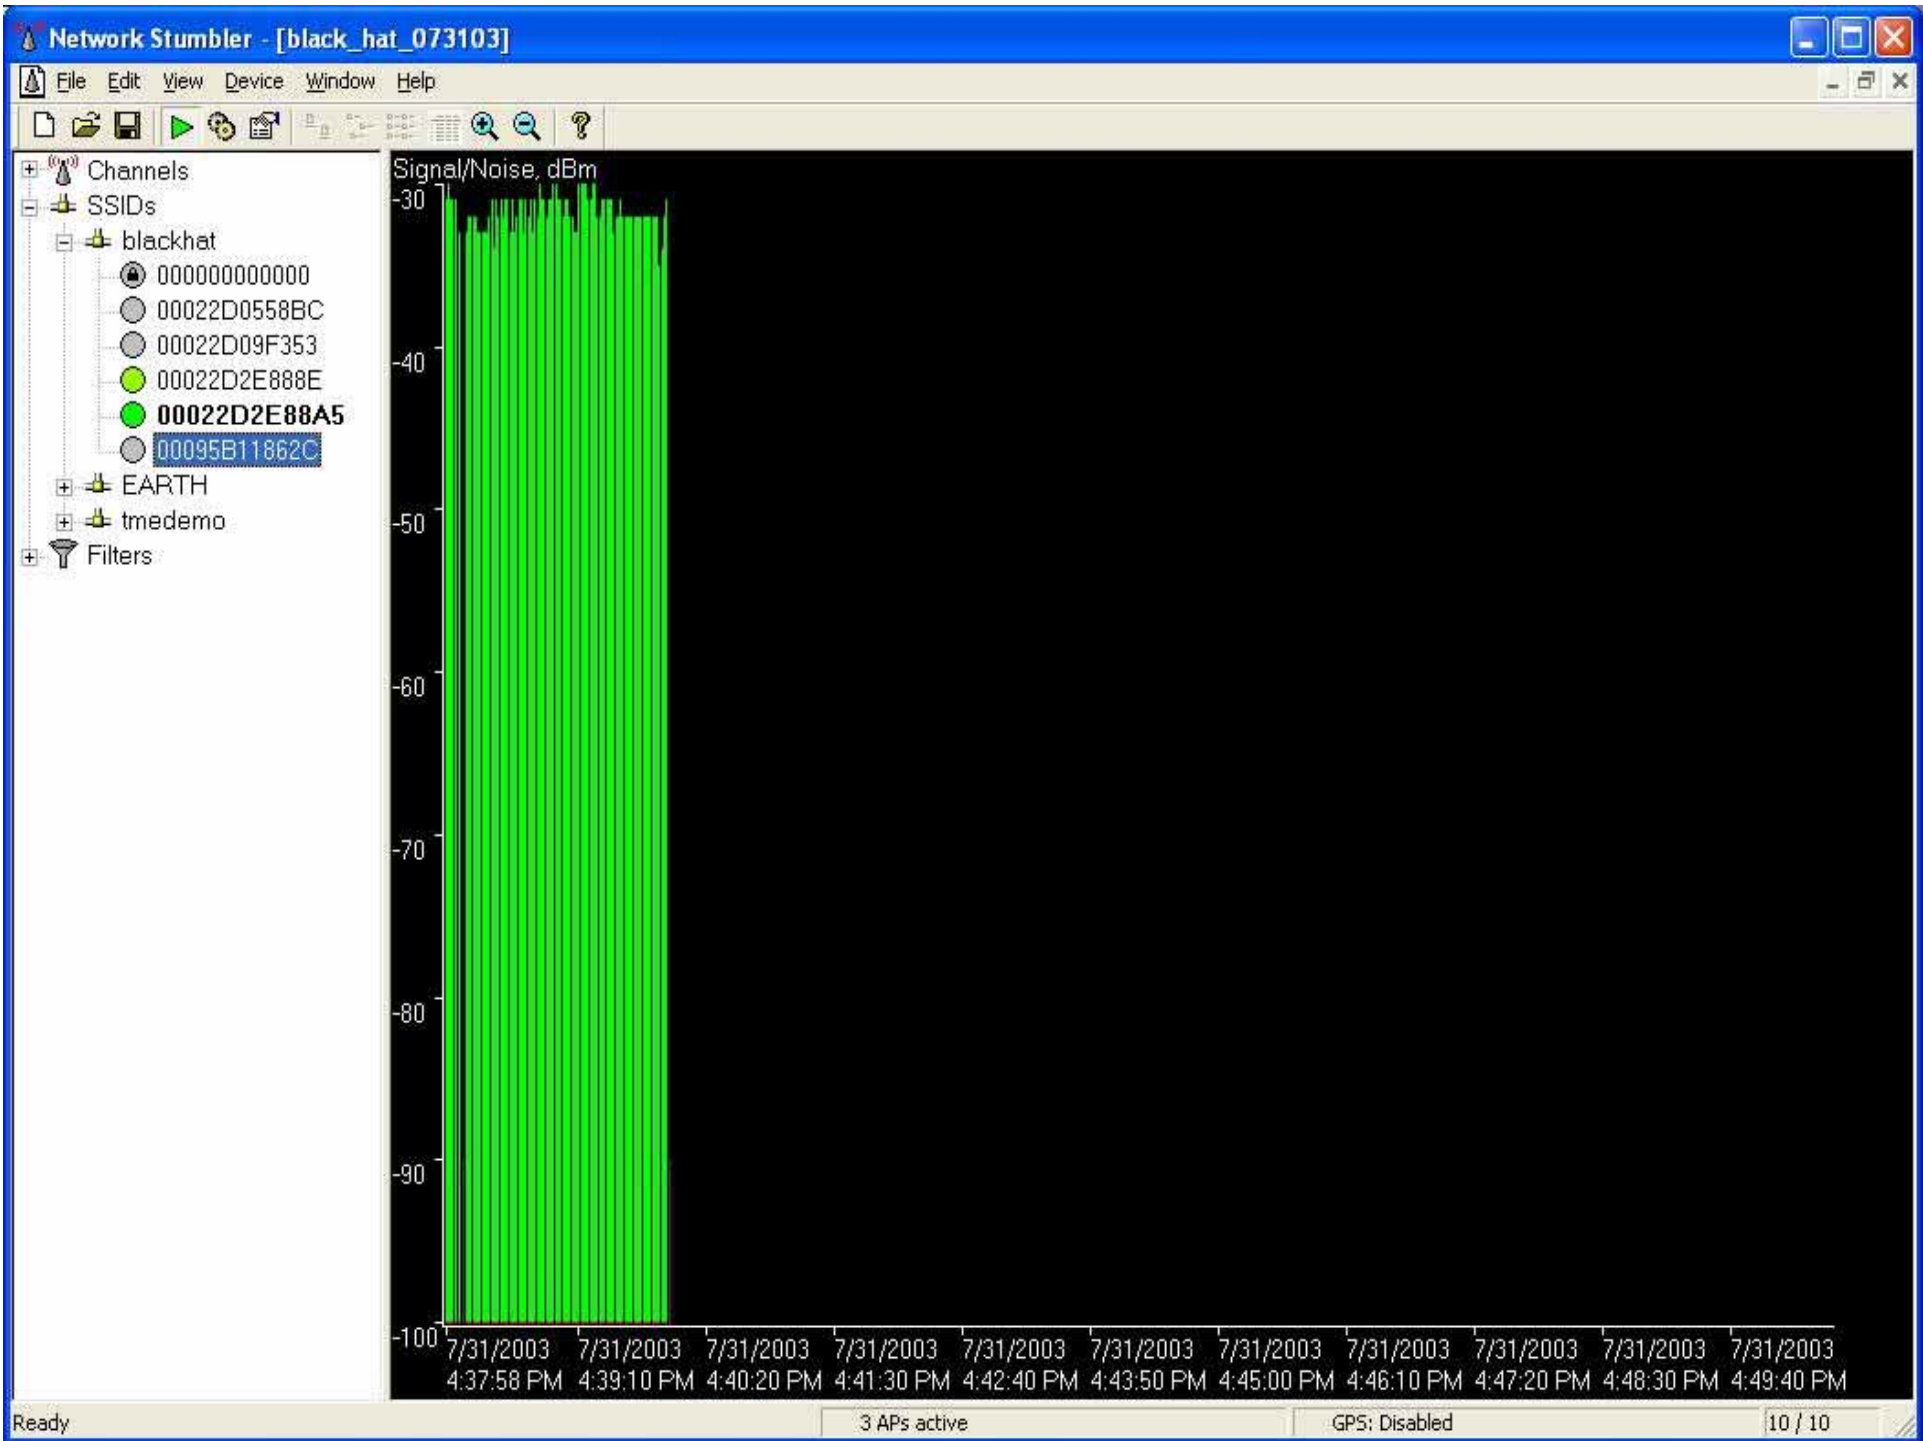 Network Stumbler - [black_hat_073103]
File Edit View Device Window Help
Channels
SSIDs
blackhat
000000000000
00022D0558BC
00022D09F353
00022D2E888E
00022D2E88A5
00095B11862C
EARTH
tmedemo
Filters
Signal/Noise, dBm
-30
-40
-50
-60
-70
-80
-90
-100
7/31/2003 7/31/2003 7/31/2003 7/31/2003 7/31/2003 7/31/2003 7/31/2003 7/31/2003 7/31/2003 7/31/2003 7/31/2003
4:37:58 PM 4:39:10 PM 4:40:20 PM 4:41:30 PM 4:42:40 PM 4:43:50 PM 4:45:00 PM 4:46:10 PM 4:47:20 PM 4:48:30 PM 4:49:40 PM
Ready 3 APs active GPS: Disabled 10 / 10